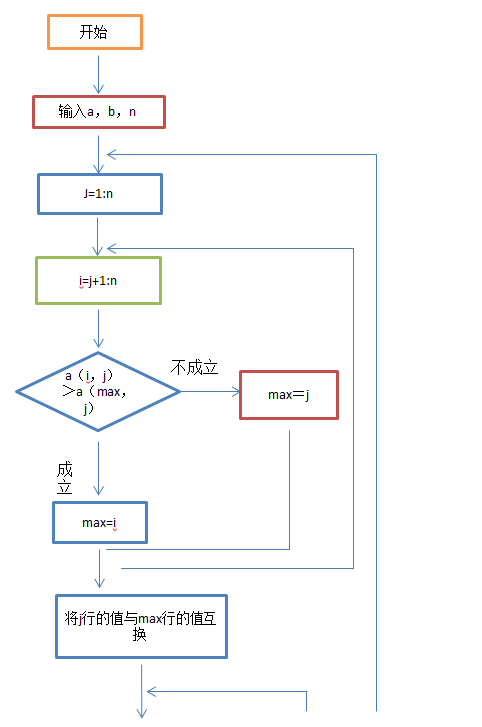 开始
输入a，b，n
J=1:n
i=j+1:n
a（i，j）
＞a（max，
j）
不成立
max＝j
成
立
max=i
将j行的值与max行的值互
换